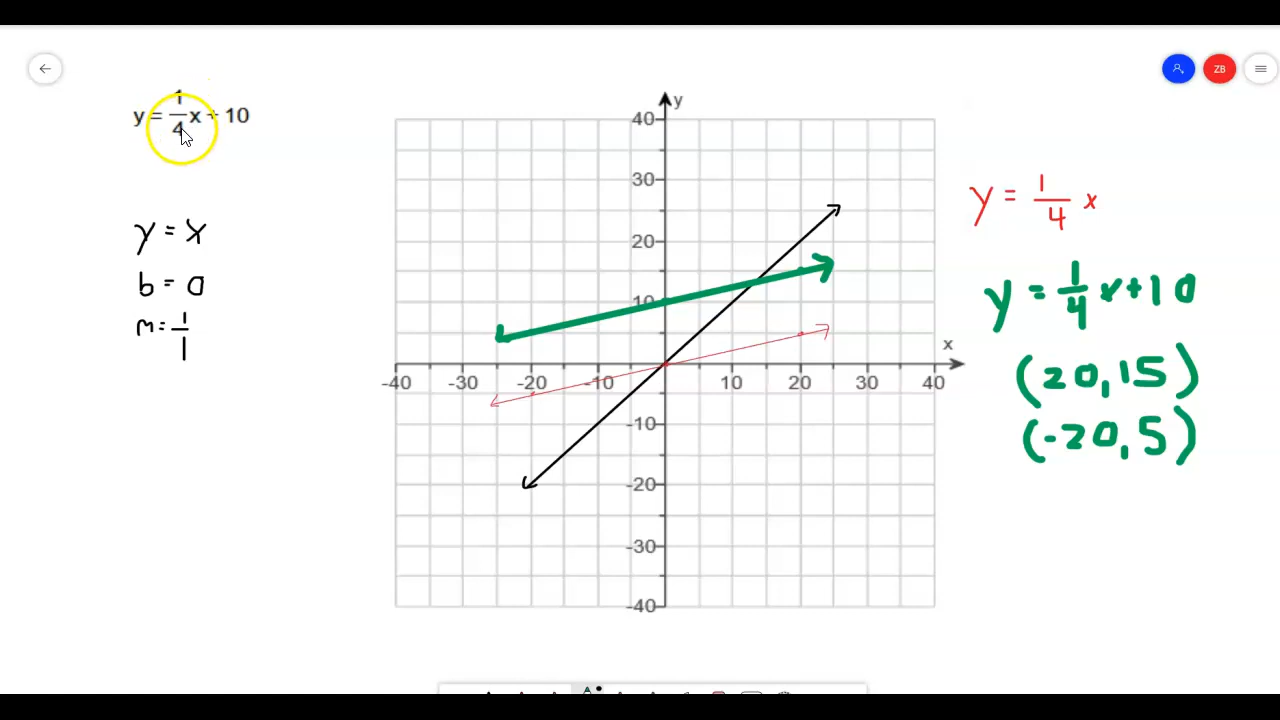 ZB
y = 1/4 x + 10
y = x
b = 0
m = 1/1
y
40
30
20
10
x
-40 -30 -20 -10 10 20 30 40
-10
-20
-30
-40
y = 1/4 x
y = 1/4 x + 10
(20, 15)
(-20, 5)